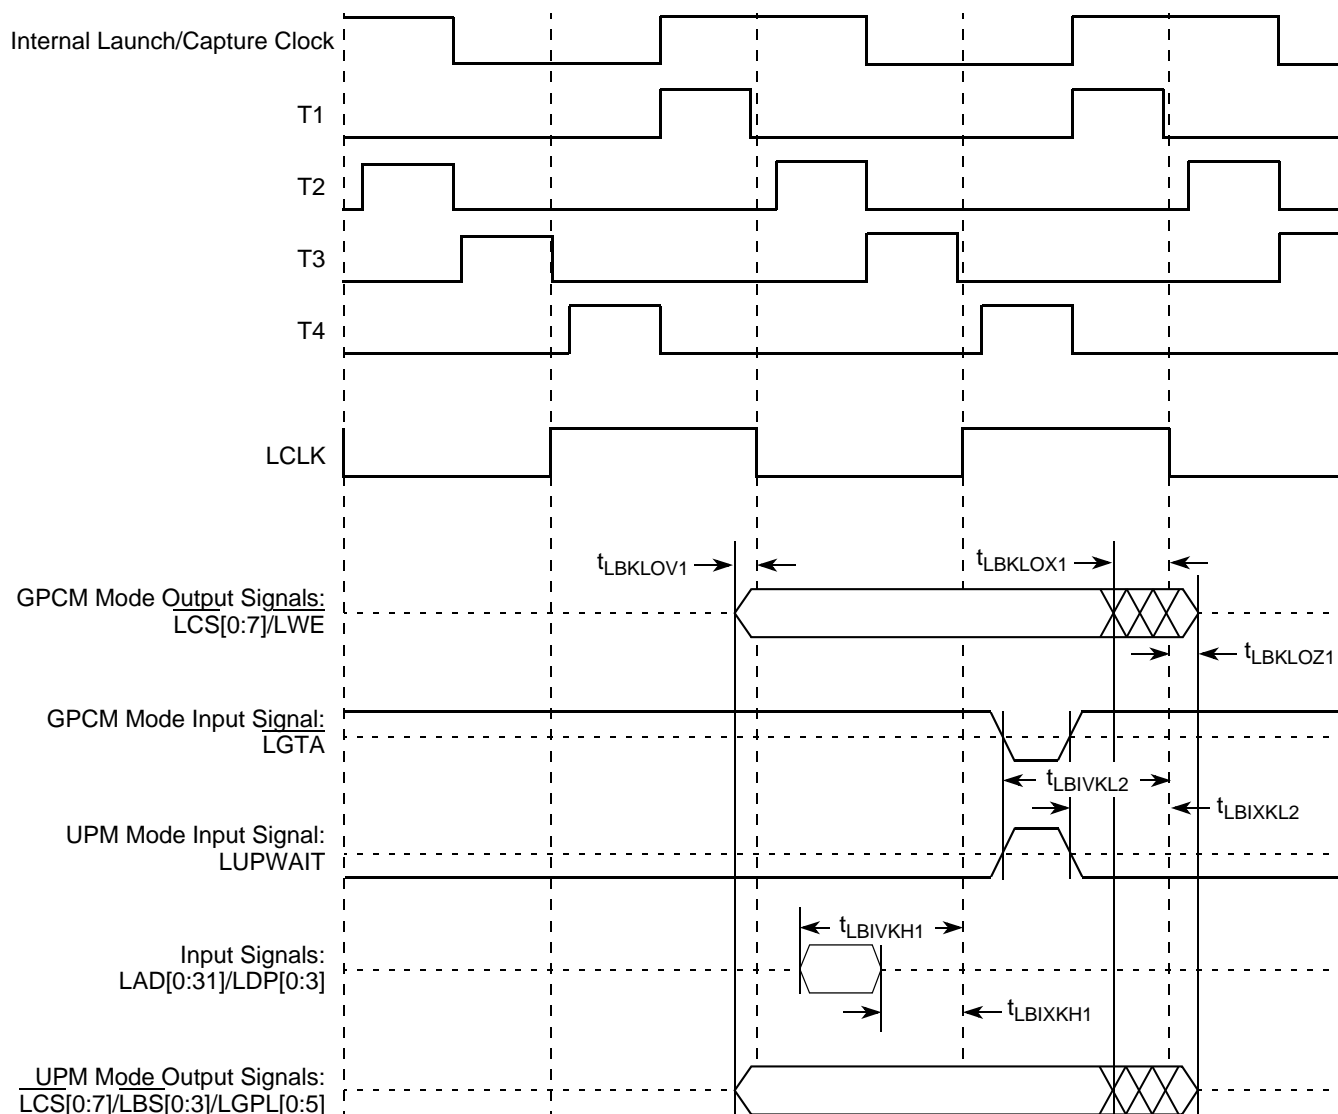 Internal Launch/Capture Clock
T1
T2
T3
T4
LCLK
tLBKLOV1
tLBKLOX1
GPCM Mode Output Signals:
LCS[0:7]/LWE
tLBKLOZ1
GPCM Mode Input Signal:
LGTA
tLBIVKL2
tLBIXKL2
UPM Mode Input Signal:
LUPWAIT
tLBIVKH1
Input Signals:
LAD[0:31]/LDP[0:3]
tLBIXKH1
UPM Mode Output Signals:
LCS[0:7]/LBS[0:3]/LGPL[0:5]